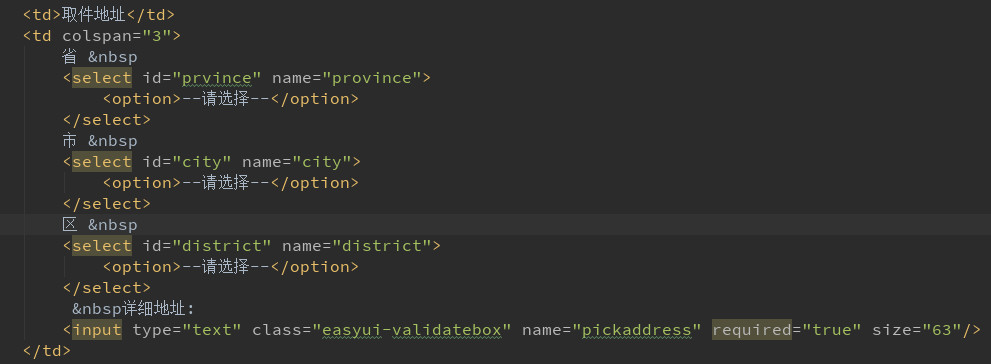 <td>取件地址</td>
<td colspan="3">
省 &nbsp
<select id="prvince" name="province">
<option>--请选择--</option>
</select>
市 &nbsp
<select id="city" name="city">
<option>--请选择--</option>
</select>
区 &nbsp
<select id="district" name="district">
<option>--请选择--</option>
</select>
&nbsp详细地址:
<input type="text" class="easyui-validatebox" name="pickaddress" required="true" size="63"/>
</td>